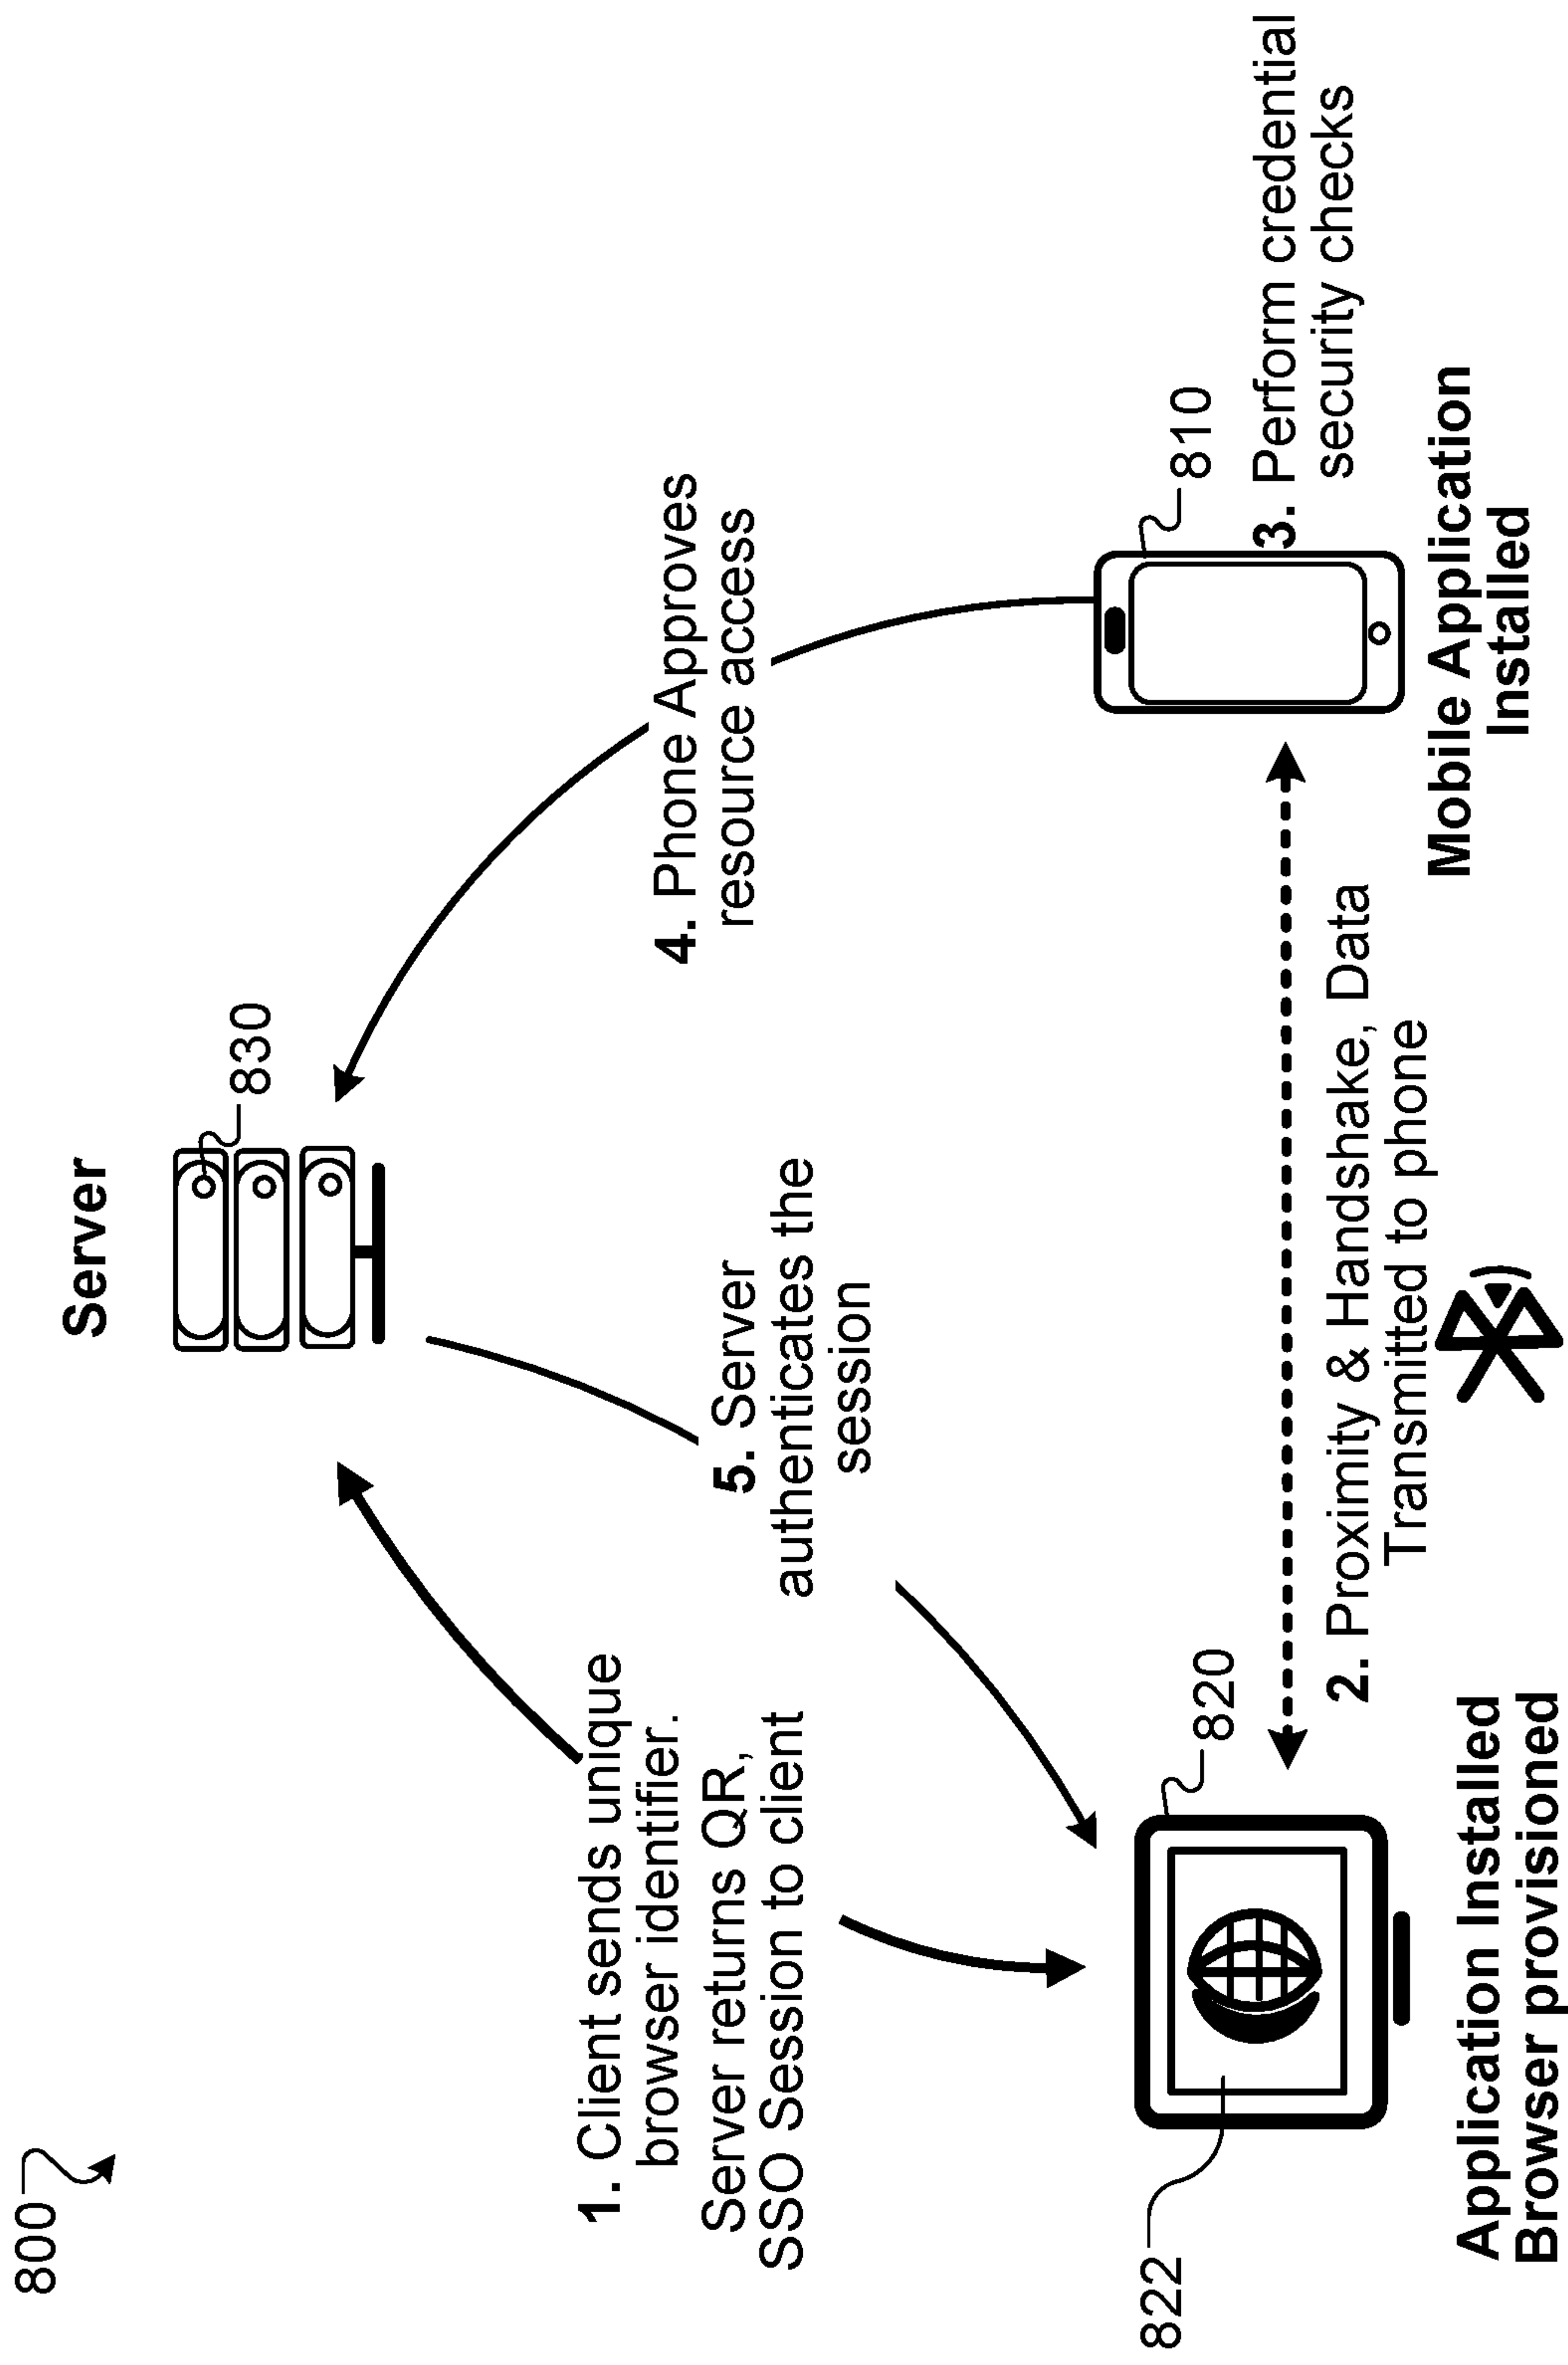 800
Server
830
1. Client sends unique
browser identifier.
Server returns QR,
SSO Session to client
5. Server
authenticates the
session
4. Phone Approves
resource access
822
820
810
2. Proximity & Handshake, Data
Transmitted to phone
3. Perform credential
security checks
Application Installed
Browser provisioned
Mobile Application
Installed